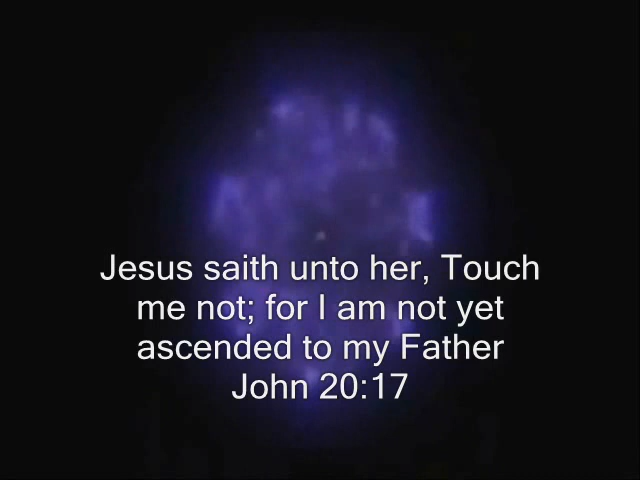 Jesus saith unto her, Touch
me not; for I am not yet
ascended to my Father
John 20:17